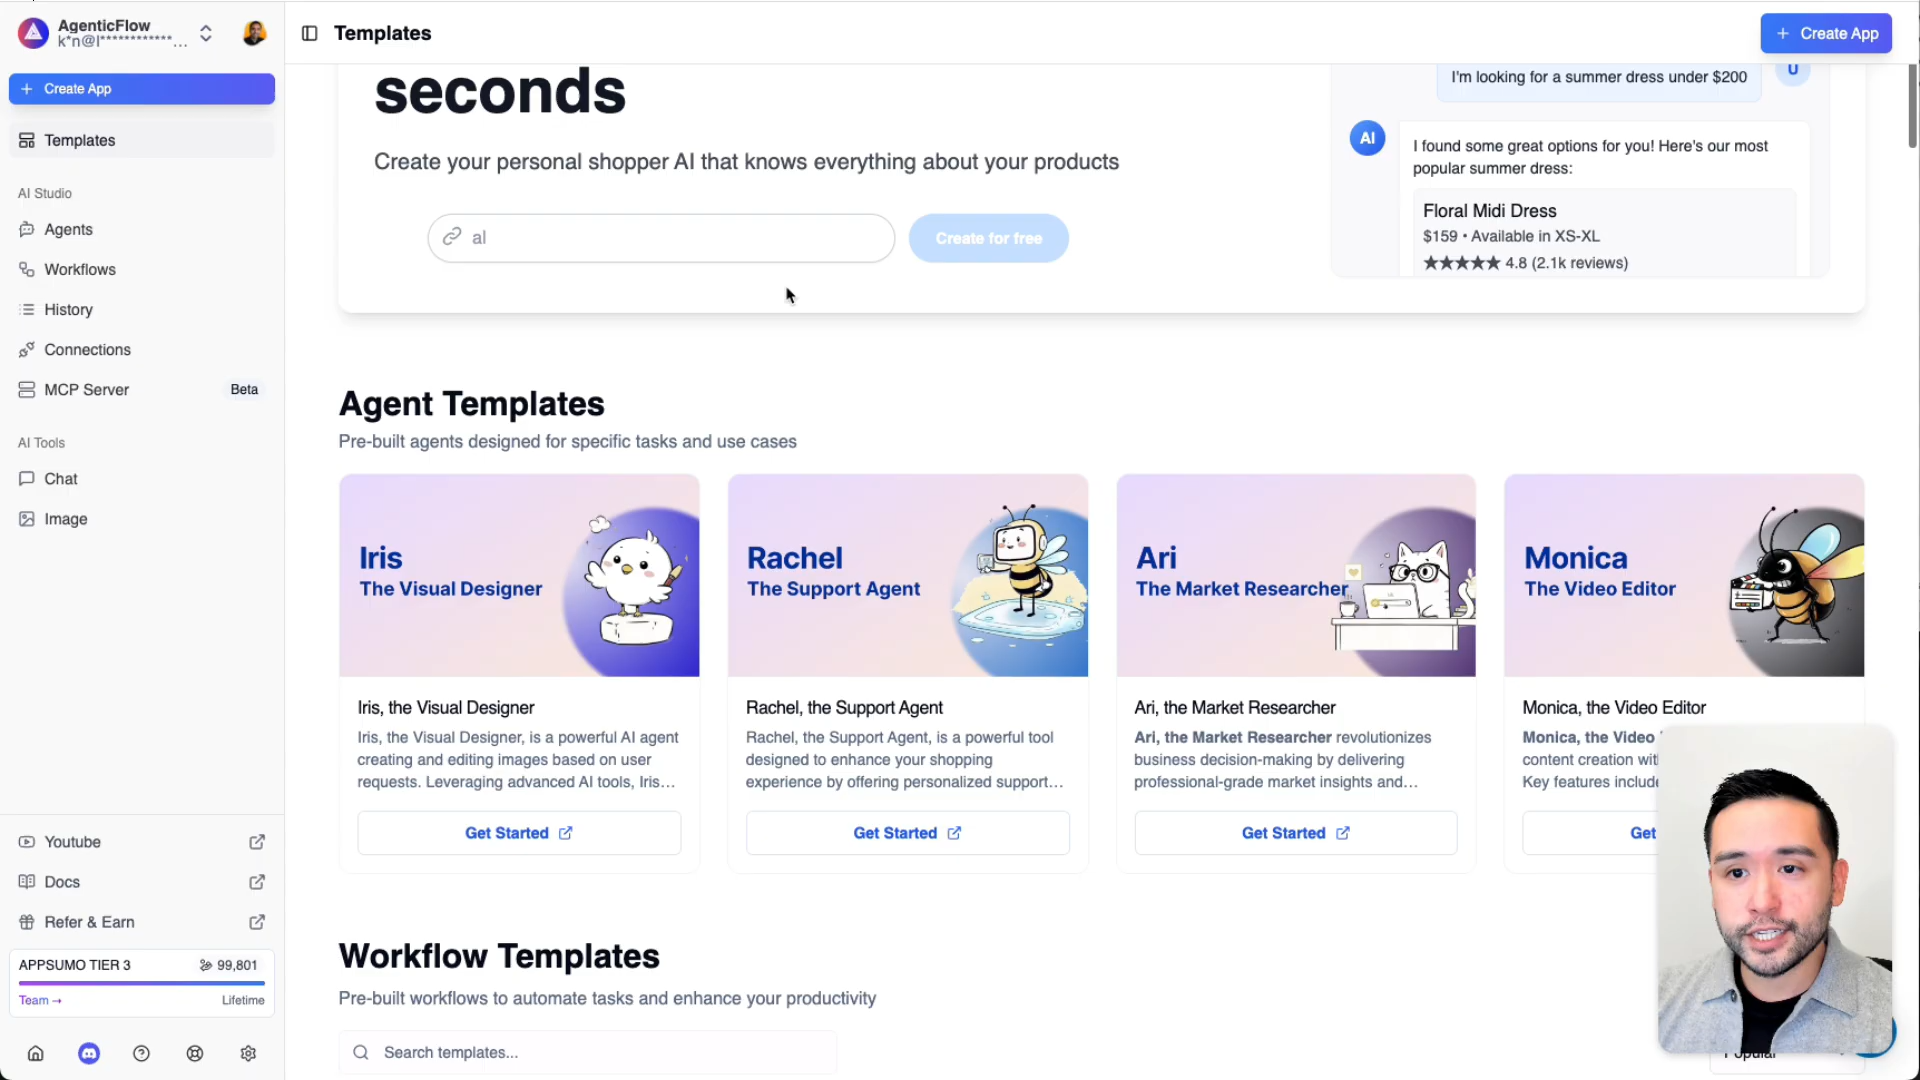 AgenticFlow
k*n@l************...
Create App
Templates
AI Studio
Agents
Workflows
History
Connections
MCP Server Beta
AI Tools
Chat
Image
Youtube
Docs
Refer & Earn
APPSUMO TIER 3 99,801
Team → Lifetime
Templates
Create App
seconds
Create your personal shopper AI that knows everything about your products
al
Create for free
I'm looking for a summer dress under $200
U
AI
I found some great options for you! Here's our most
popular summer dress:
Floral Midi Dress
$159 • Available in XS-XL
★★★★★ 4.8 (2.1k reviews)
Agent Templates
Pre-built agents designed for specific tasks and use cases
Iris
The Visual Designer
Iris, the Visual Designer
Iris, the Visual Designer, is a powerful AI agent
creating and editing images based on user
requests. Leveraging advanced AI tools, Iris...
Get Started
Rachel
The Support Agent
Rachel, the Support Agent
Rachel, the Support Agent, is a powerful tool
designed to enhance your shopping
experience by offering personalized support...
Get Started
Ari
The Market Researcher
Ari, the Market Researcher
Ari, the Market Researcher revolutionizes
business decision-making by delivering
professional-grade market insights and...
Get Started
Monica
The Video Editor
Monica, the Video Editor
Monica, the Video
content creation wit
Key features include
Get
Workflow Templates
Pre-built workflows to automate tasks and enhance your productivity
Search templates...
Popular